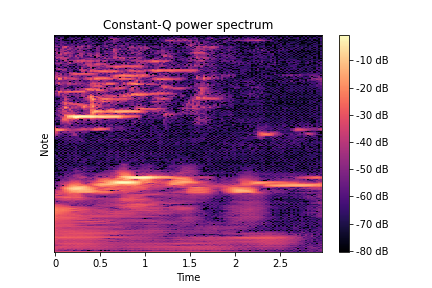 Constant-Q power spectrum
Note
-10 dB
-20 dB
-30 dB
-40 dB
-50 dB
-60 dB
-70 dB
-80 dB
0 0.5 1 1.5 2 2.5
Time